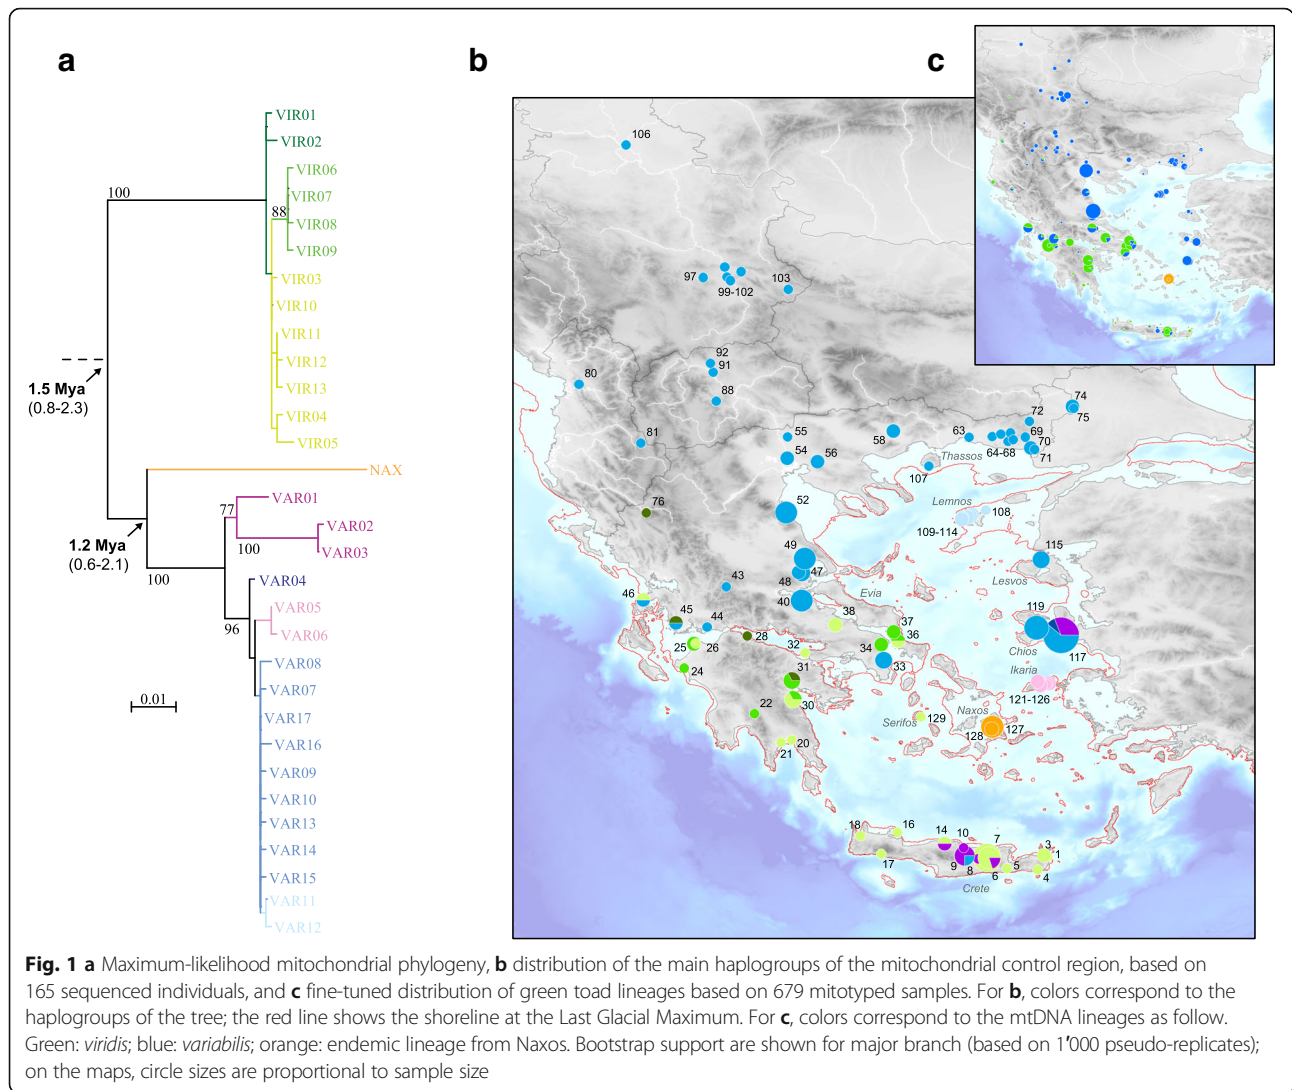 a
b
c
VIR01
VIR02
VIR06
VIR07
VIR08
VIR09
VIR03
VIR10
VIR11
VIR12
VIR13
VIR04
VIR05
NAX
VAR01
VAR02
VAR03
VAR04
VAR05
VAR06
VAR08
VAR07
VAR17
VAR16
VAR09
VAR10
VAR13
VAR14
VAR15
VAR11
VAR12
100
88
1.5 Mya
(0.8-2.3)
77
100
1.2 Mya
(0.6-2.1)
100
96
0.01
106
97
99-102
103
92
91
88
80
81
74
75
72
69
70
71
63
64-68
58
55
54
56
Thassos
107
76
52
Lemnos
108
109-114
49
47
48
115
Lesvos
43
40
Evia
46
45
44
38
119
117
Chios
37
36
28
25
26
32
34
33
24
31
Ikaria
121-126
30
22
Serifos
129
Naxos
128
127
20
21
18
16
14
10
7
3
1
17
9
8
6
5
4
Crete
Fig. 1 a Maximum-likelihood mitochondrial phylogeny, b distribution of the main haplogroups of the mitochondrial control region, based on
165 sequenced individuals, and c fine-tuned distribution of green toad lineages based on 679 mitotyped samples. For b, colors correspond to the
haplogroups of the tree; the red line shows the shoreline at the Last Glacial Maximum. For c, colors correspond to the mtDNA lineages as follow.
Green: viridis; blue: variabilis; orange: endemic lineage from Naxos. Bootstrap support are shown for major branch (based on 1′000 pseudo-replicates);
on the maps, circle sizes are proportional to sample size